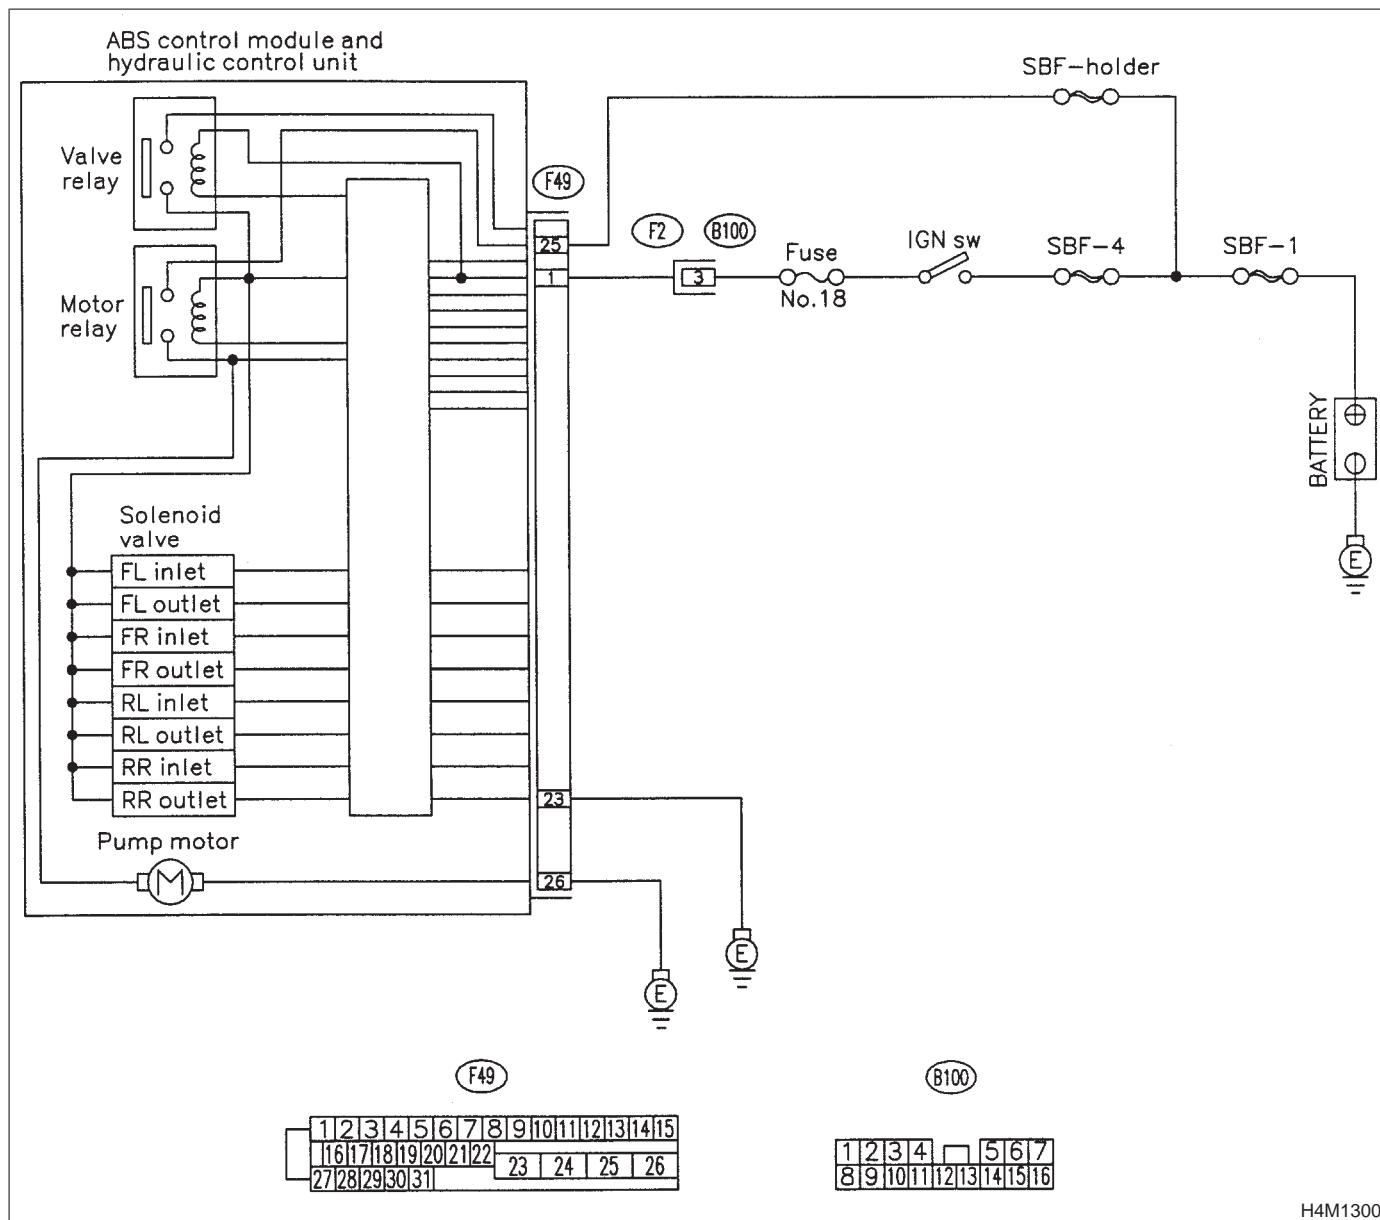 ABS control module and
hydraulic control unit
SBF-holder
Valve
relay
F49
F2
B100
25
IGN sw
SBF-4
SBF-1
Fuse
1
3
No.18
Motor
relay
BATTERY
Solenoid
valve
E
FL inlet
FL outlet
FR inlet
FR outlet
RL inlet
RL outlet
RR inlet
RR outlet
23
Pump motor
M
26
E
E
F49
B100
1 2 3 4 5 6 7 8 9 10 11 12 13 14 15
16 17 18 19 20 21 22 23 24 25 26
27 28 29 30 31
1 2 3 4 5 6 7
8 9 10 11 12 13 14 15 16
H4M1300